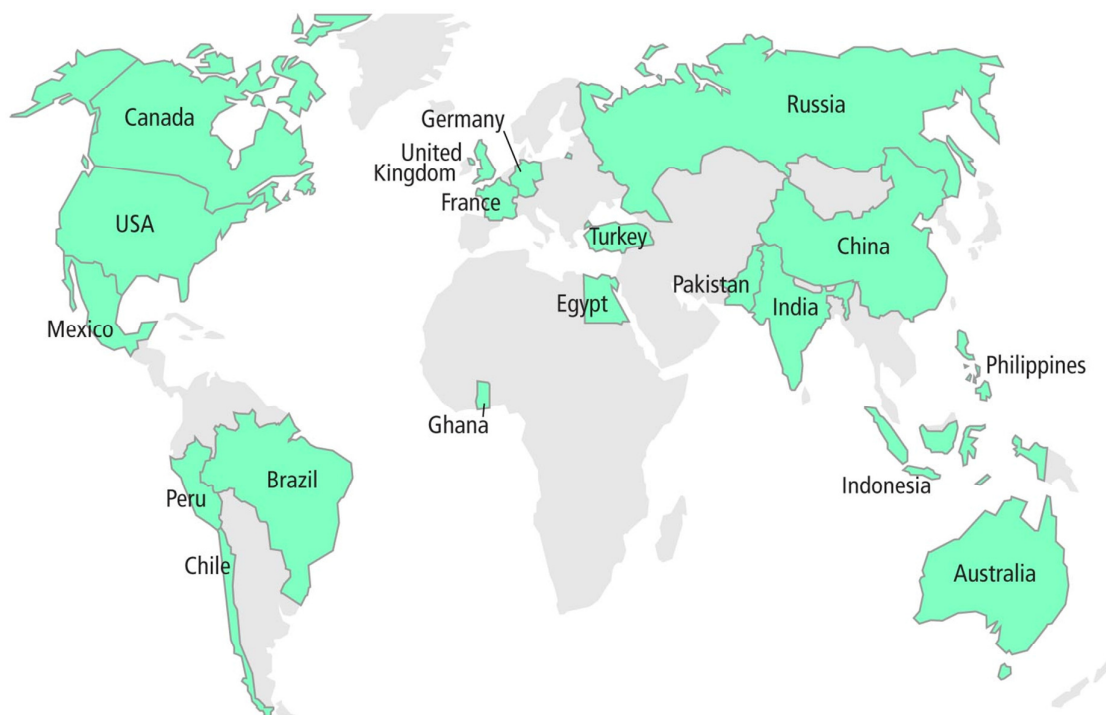 Canada
Russia
Germany
United
Kingdom
France
USA
Turkey
China
Pakistan
Egypt
India
Mexico
Philippines
Ghana
Brazil
Indonesia
Peru
Chile
Australia